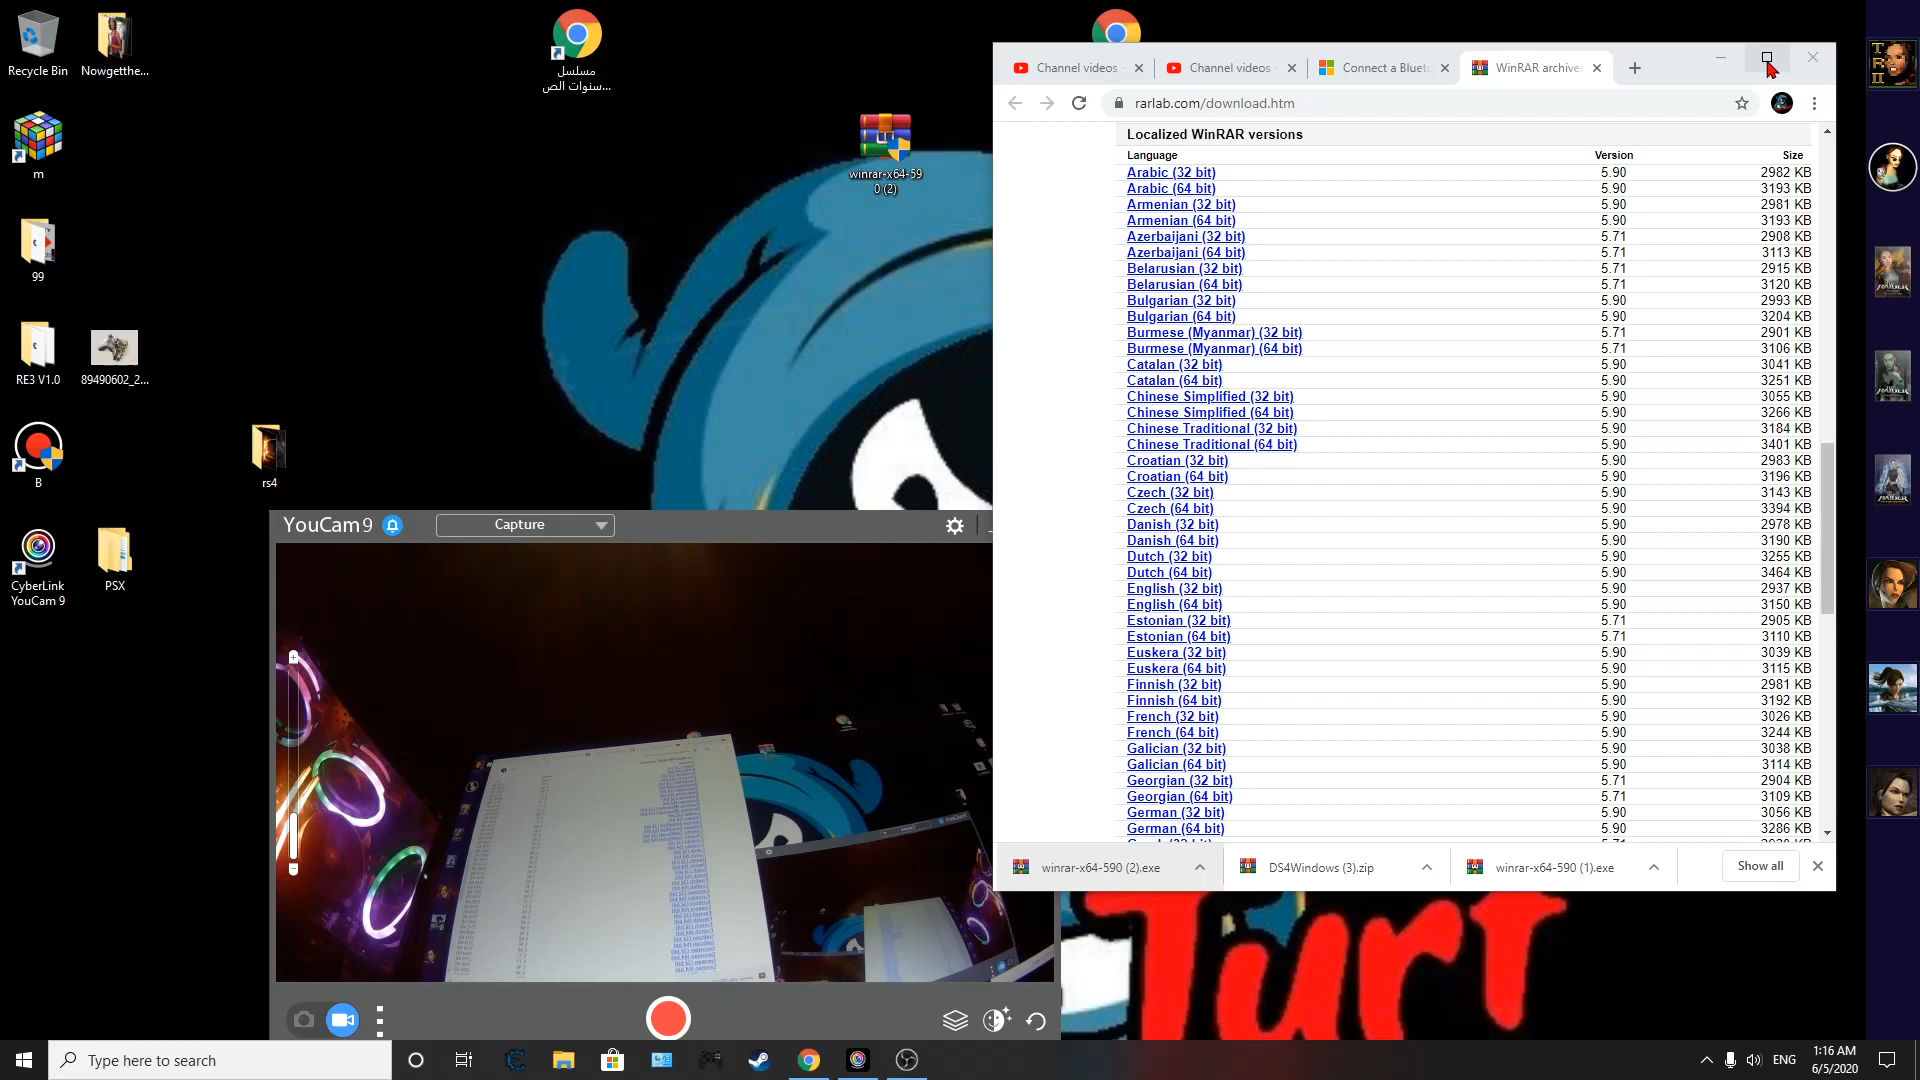 Recycle Bin
Nowgetthe...
m
99
RE3 V1.0
89490602_2...
B
CyberLink
YouCam 9
PSX
rs4
مسلسل
سنوات الص...
winrar-x64-59
0 (2)
YouCam 9
Capture
Channel videos -
Channel videos -
Connect a Bluet
WinRAR archive
rarlab.com/download.htm
Localized WinRAR versions
Language Version Size
Arabic (32 bit) 5.90 2982 KB
Arabic (64 bit) 5.90 3193 KB
Armenian (32 bit) 5.90 2981 KB
Armenian (64 bit) 5.90 3193 KB
Azerbaijani (32 bit) 5.71 2908 KB
Azerbaijani (64 bit) 5.71 3113 KB
Belarusian (32 bit) 5.71 2915 KB
Belarusian (64 bit) 5.71 3120 KB
Bulgarian (32 bit) 5.90 2993 KB
Bulgarian (64 bit) 5.90 3204 KB
Burmese (Myanmar) (32 bit) 5.71 2901 KB
Burmese (Myanmar) (64 bit) 5.71 3106 KB
Catalan (32 bit) 5.90 3041 KB
Catalan (64 bit) 5.90 3251 KB
Chinese Simplified (32 bit) 5.90 3055 KB
Chinese Simplified (64 bit) 5.90 3266 KB
Chinese Traditional (32 bit) 5.90 3184 KB
Chinese Traditional (64 bit) 5.90 3401 KB
Croatian (32 bit) 5.90 2983 KB
Croatian (64 bit) 5.90 3196 KB
Czech (32 bit) 5.90 3143 KB
Czech (64 bit) 5.90 3394 KB
Danish (32 bit) 5.90 2978 KB
Danish (64 bit) 5.90 3190 KB
Dutch (32 bit) 5.90 3255 KB
Dutch (64 bit) 5.90 3464 KB
English (32 bit) 5.90 2937 KB
English (64 bit) 5.90 3150 KB
Estonian (32 bit) 5.71 2905 KB
Estonian (64 bit) 5.71 3110 KB
Euskera (32 bit) 5.90 3039 KB
Euskera (64 bit) 5.90 3115 KB
Finnish (32 bit) 5.90 2981 KB
Finnish (64 bit) 5.90 3192 KB
French (32 bit) 5.90 3026 KB
French (64 bit) 5.90 3244 KB
Galician (32 bit) 5.90 3038 KB
Galician (64 bit) 5.90 3114 KB
Georgian (32 bit) 5.71 2904 KB
Georgian (64 bit) 5.71 3109 KB
German (32 bit) 5.90 3056 KB
German (64 bit) 5.90 3286 KB
winrar-x64-590 (2).exe
DS4Windows (3).zip
winrar-x64-590 (1).exe
Show all
Type here to search
ENG
1:16 AM
6/5/2020